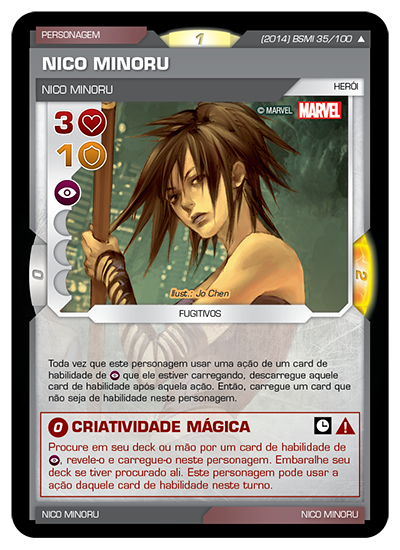 PERSONAGEM
1
(2014) BSMI 35/100 ▲
NICO MINORU
NICO MINORU
HERÓI
3
© MARVEL MARVEL
1
0
2
Ilust.: Jo Chen
FUGITIVOS
Toda vez que este personagem usar uma ação de um card de
habilidade de que ele estiver carregando, descarregue aquele
card de habilidade após aquela ação. Então, carregue um card que
não seja de habilidade neste personagem.
0 CRIATIVIDADE MÁGICA
Procure em seu deck ou mão por um card de habilidade de
, revele-o e carregue-o neste personagem. Embaralhe seu
deck se tiver procurado ali. Este personagem pode usar a
ação daquele card de habilidade neste turno.
NICO MINORU
NICO MINORU